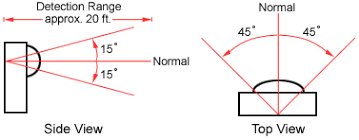 Detection Range
approx. 20 ft.
15°
15°
Normal
Side View
Normal
45° 45°
Top View